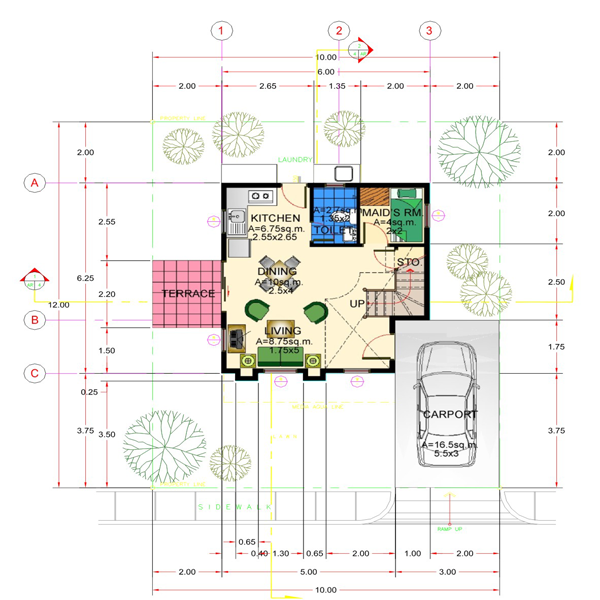 1
2
3
10.00
6.00
2.00
2.65
1.35
2.00
2.00
PROPERTY LINE
LAUNDRY
2.00
2.00
A
2.55
6.25
2.20
12.00
B
1.50
C
0.25
3.75
3.50
2.00
2.50
1.75
3.75
KITCHEN
A=6.75sq.m.
2.55x2.65
A=2.7sq.m.
1.35x2
TOILET
MAID'S RM.
A=4sq.m.
2x2
STO.
DINING
A=10sq.m.
2.5x4
TERRACE
UP
LIVING
A=8.75sq.m.
1.75x5
CARPORT
A=16.5sq.m.
5.5x3
PROPERTY LINE
SIDEWALK
RAMP UP
0.65
0.40
1.30
0.65
2.00
1.00
2.00
2.00
5.00
3.00
10.00